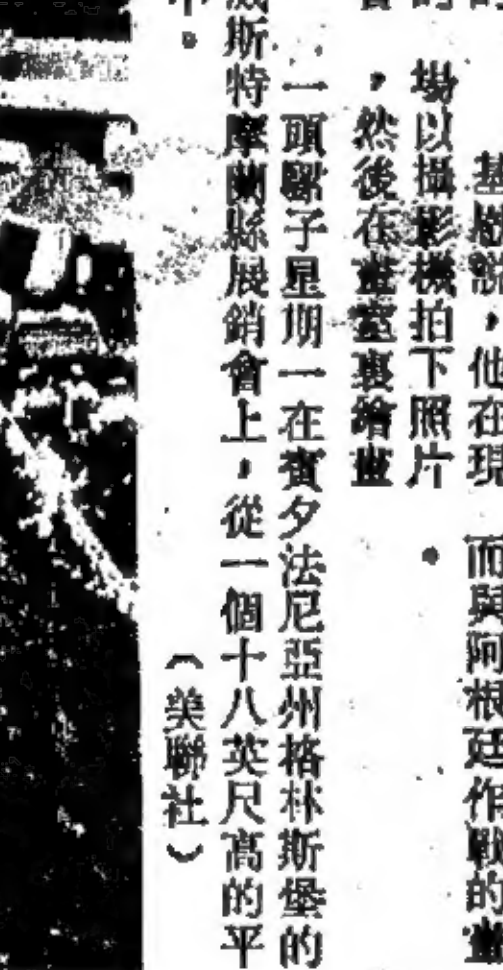 說，他在現
而與阿根廷作戰的畫
場以攝影機拍下照片
。
，然後在畫室裏繪畫
一頭騾子星期一在賓夕法尼亞州格林斯堡的
威斯特摩蘭縣展銷會上，從一個十八英尺高的平
（美聯社）